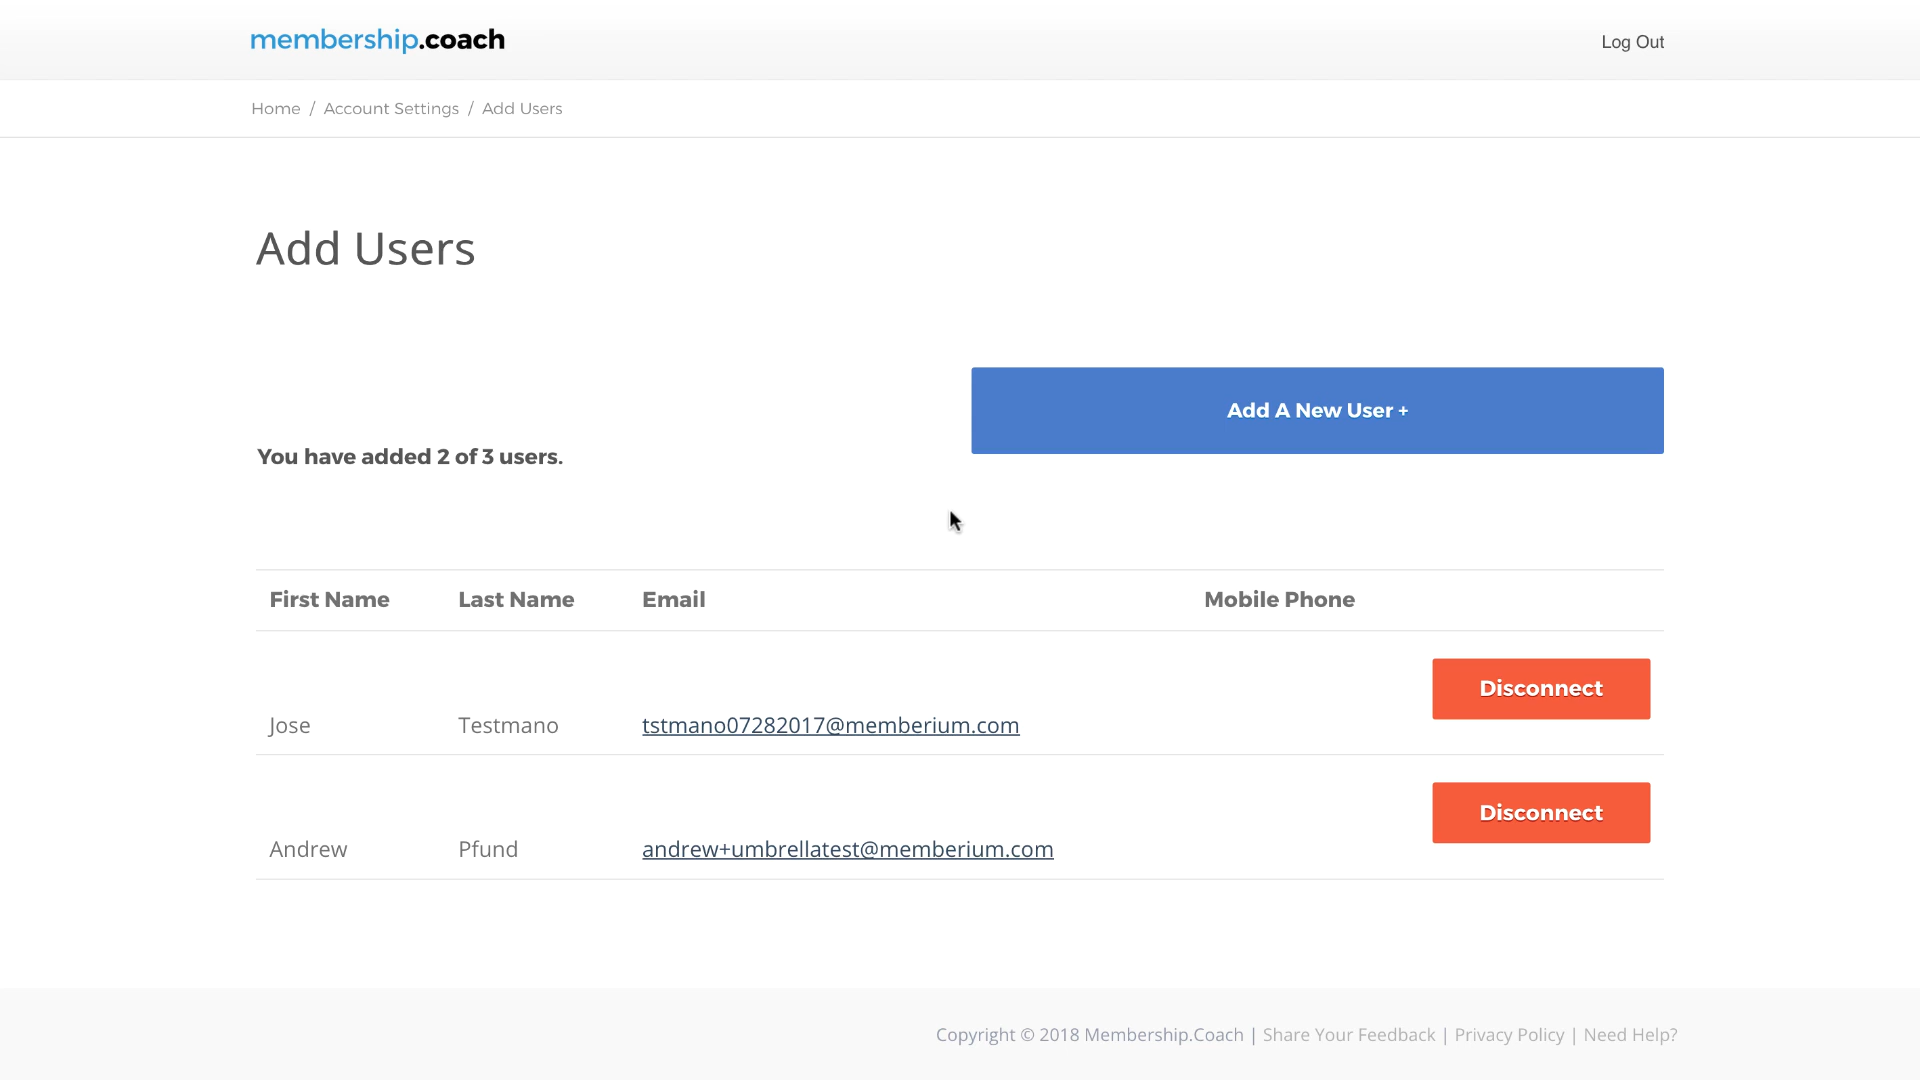 membership.coach
Log Out
Home / Account Settings / Add Users
Add Users
Add A New User +
You have added 2 of 3 users.
First Name Last Name Email Mobile Phone
Disconnect
Jose Testmano tstmano07282017@memberium.com
Disconnect
Andrew Pfund andrew+umbrellatest@memberium.com
Copyright © 2018 Membership.Coach | Share Your Feedback | Privacy Policy | Need Help?